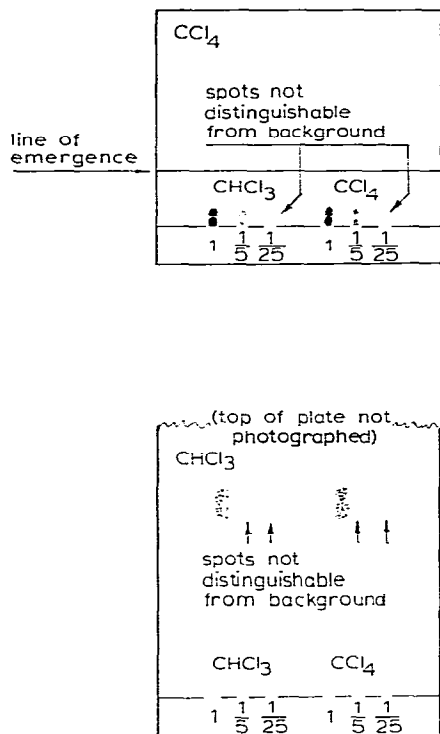 CCl4
spots not
distinguishable
from background
line of
emergence
CHCl3 CCl4
1 1/5 1/25 1 1/5 1/25
(top of plate not
photographed)
CHCl3
spots not
distinguishable
from background
CHCl3 CCl4
1 1/5 1/25 1 1/5 1/25